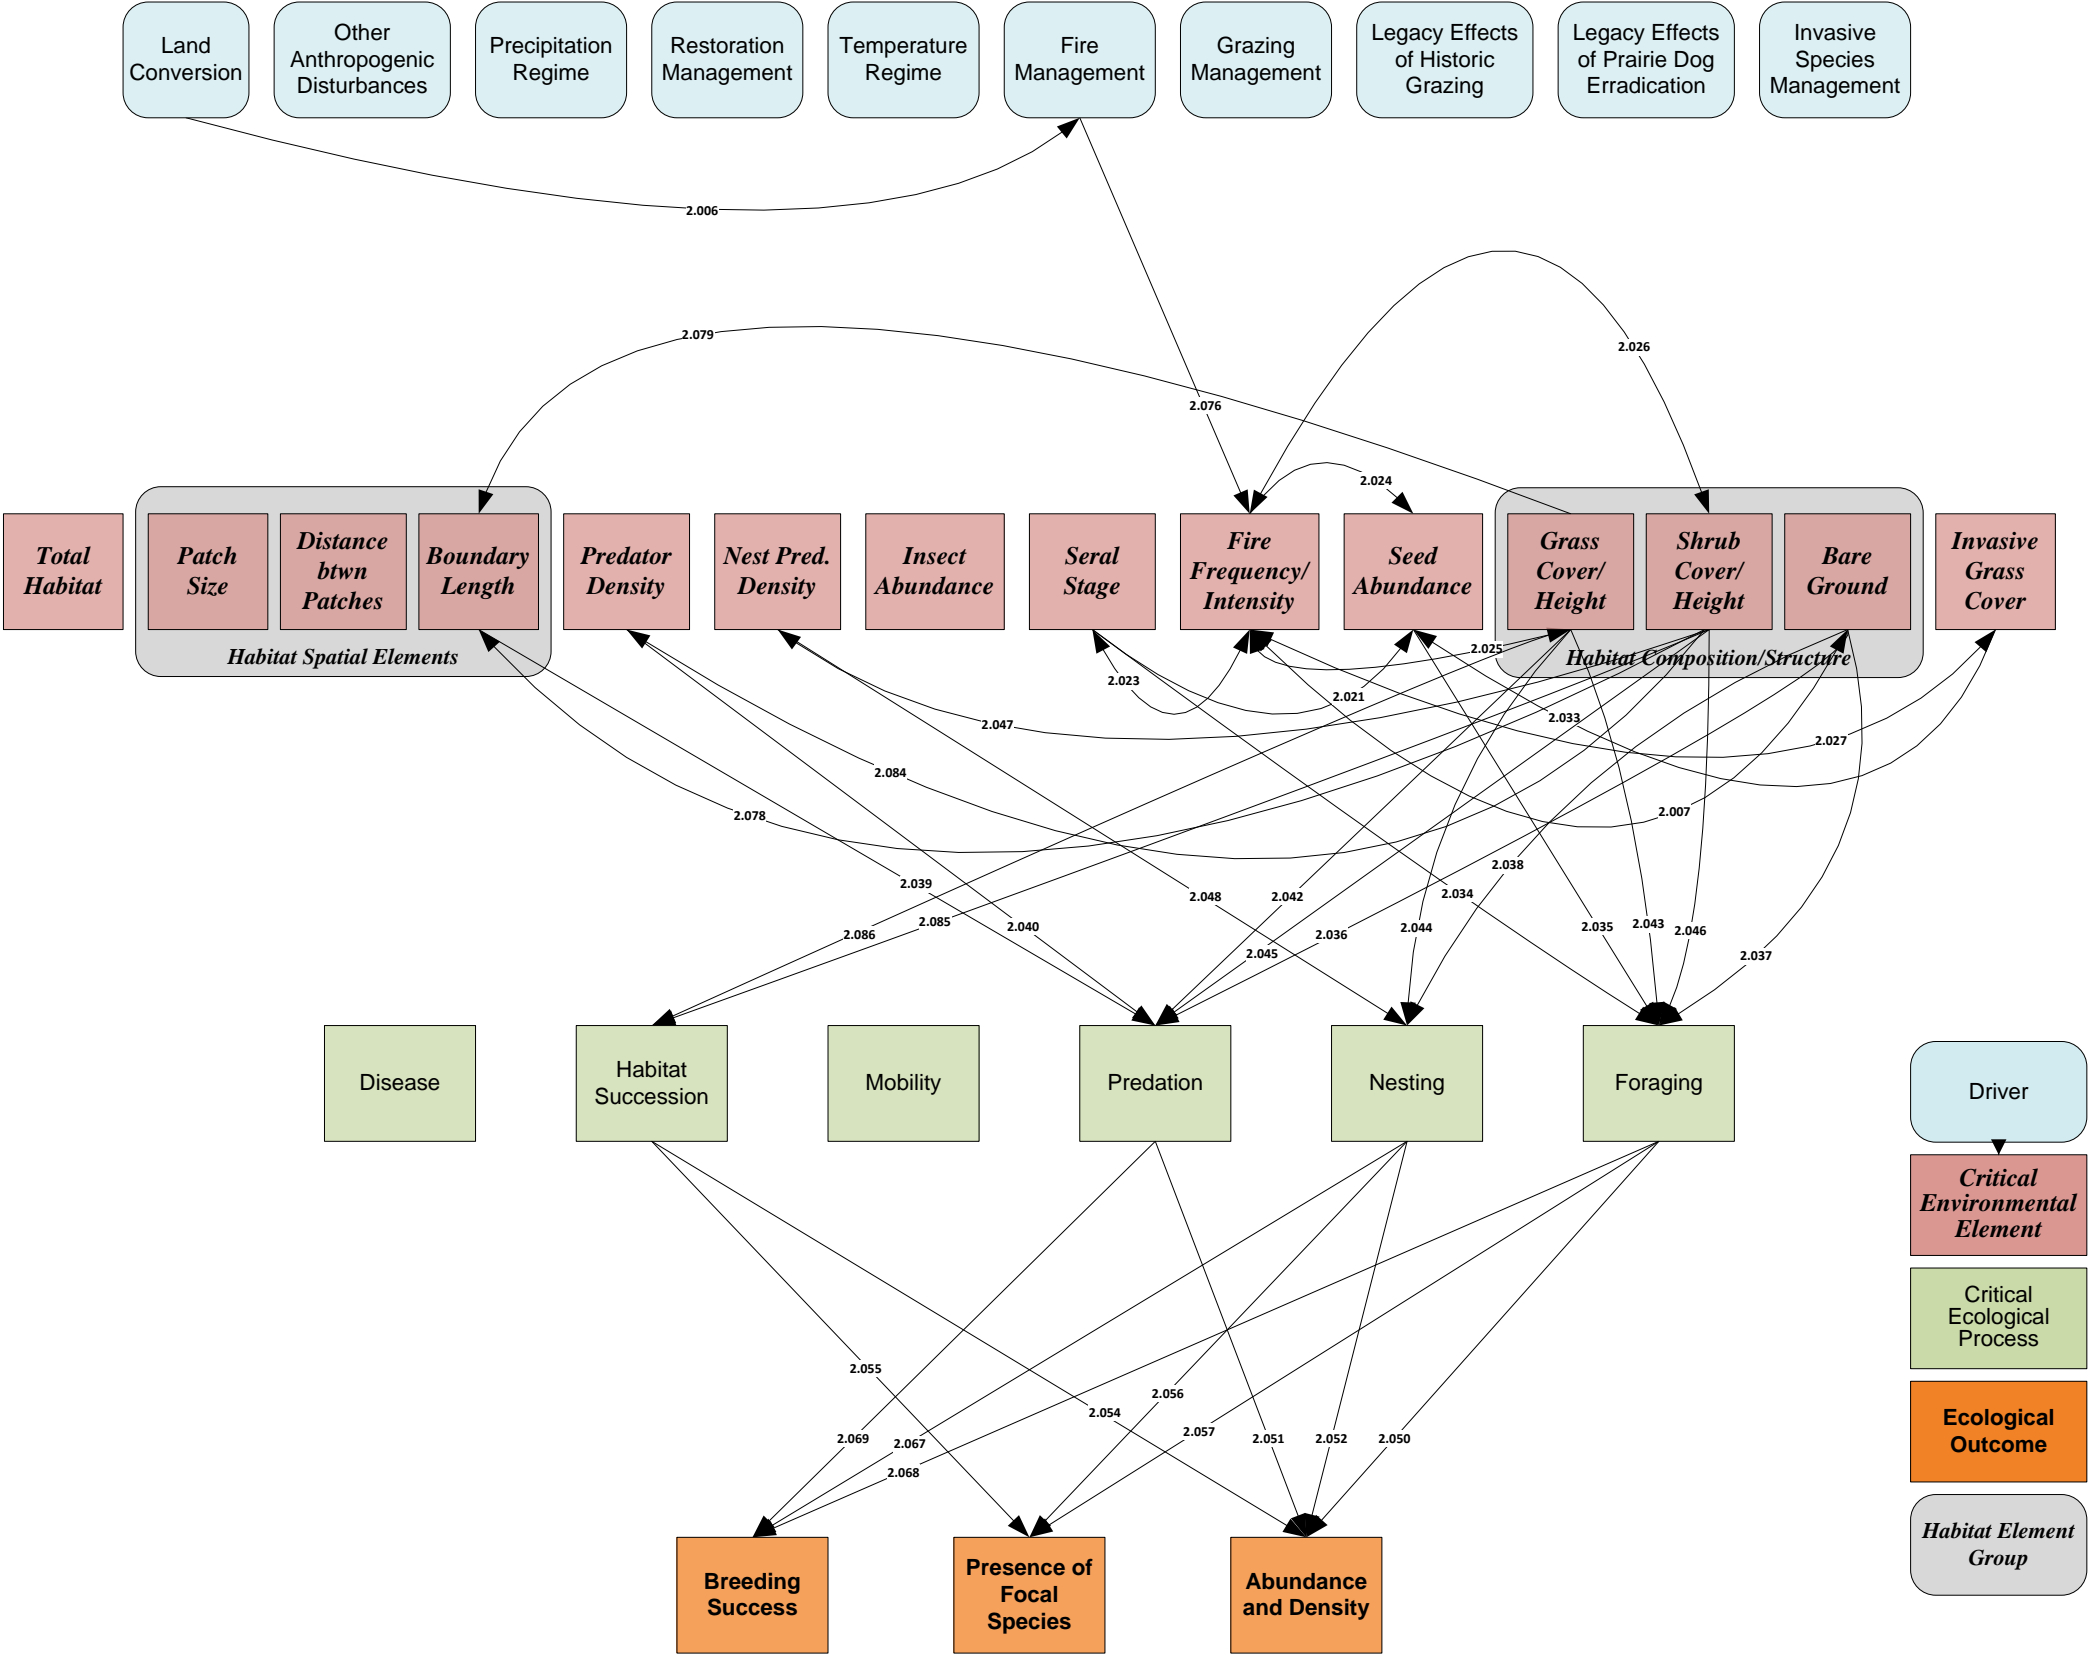 Land
Conversion
Other
Anthropogenic
Disturbances
Precipitation
Regime
Restoration
Management
Temperature
Regime
Fire
Management
Grazing
Management
Legacy Effects
of Historic
Grazing
Legacy Effects
of Prairie Dog
Erradication
Invasive
Species
Management
2.006
2.079
2.026
2.076
2.024
Total
Habitat
Patch
Size
Distance
btwn
Patches
Boundary
Length
Habitat Spatial Elements
Predator
Density
Nest Pred.
Density
Insect
Abundance
Seral
Stage
Fire
Frequency/
Intensity
Seed
Abundance
Grass
Cover/
Height
Shrub
Cover/
Height
Bare
Ground
Habitat Composition/Structure
Invasive
Grass
Cover
2.025
2.023
2.021
2.033
2.047
2.027
2.084
2.078
2.007
2.038
2.039
2.048
2.042
2.034
2.085
2.086
2.040
2.036
2.044
2.035
2.043
2.046
2.045
2.037
Disease
Habitat
Succession
Mobility
Predation
Nesting
Foraging
Driver
Critical
Environmental
Element
Critical
Ecological
Process
Ecological
Outcome
Habitat Element
Group
2.055
2.056
2.054
2.057
2.069
2.067
2.051
2.052
2.050
2.068
Breeding
Success
Presence of
Focal
Species
Abundance
and Density